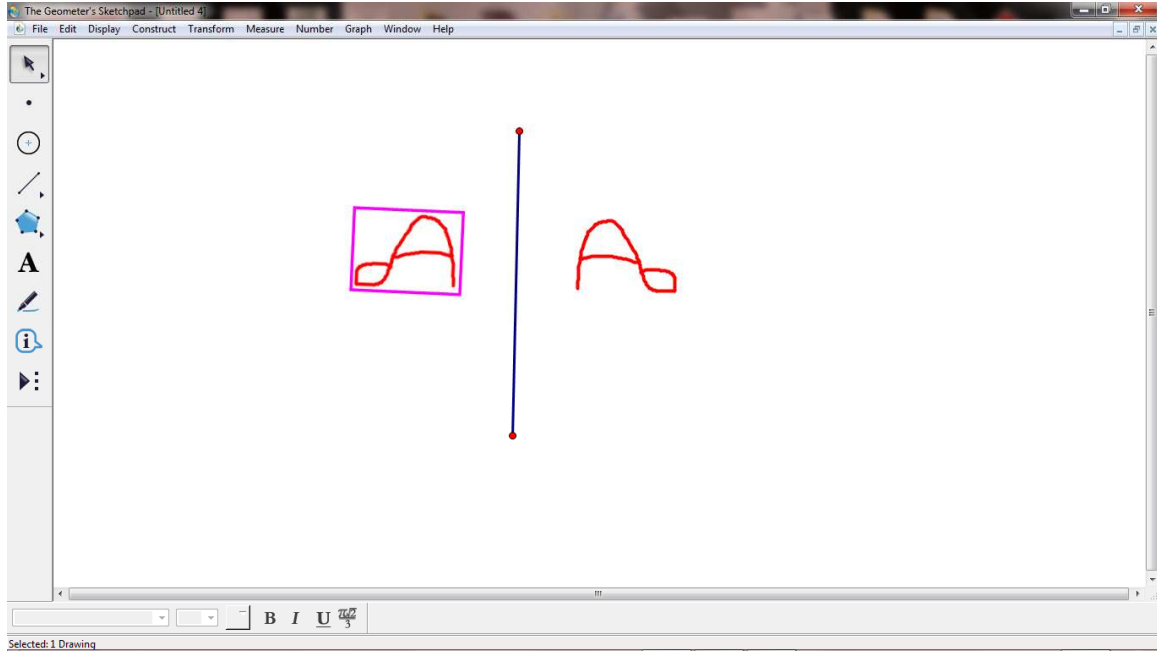 The Geometer's Sketchpad - [Untitled 4]
File Edit Display Construct Transform Measure Number Graph Window Help
A
i
B I U
Selected: 1 Drawing